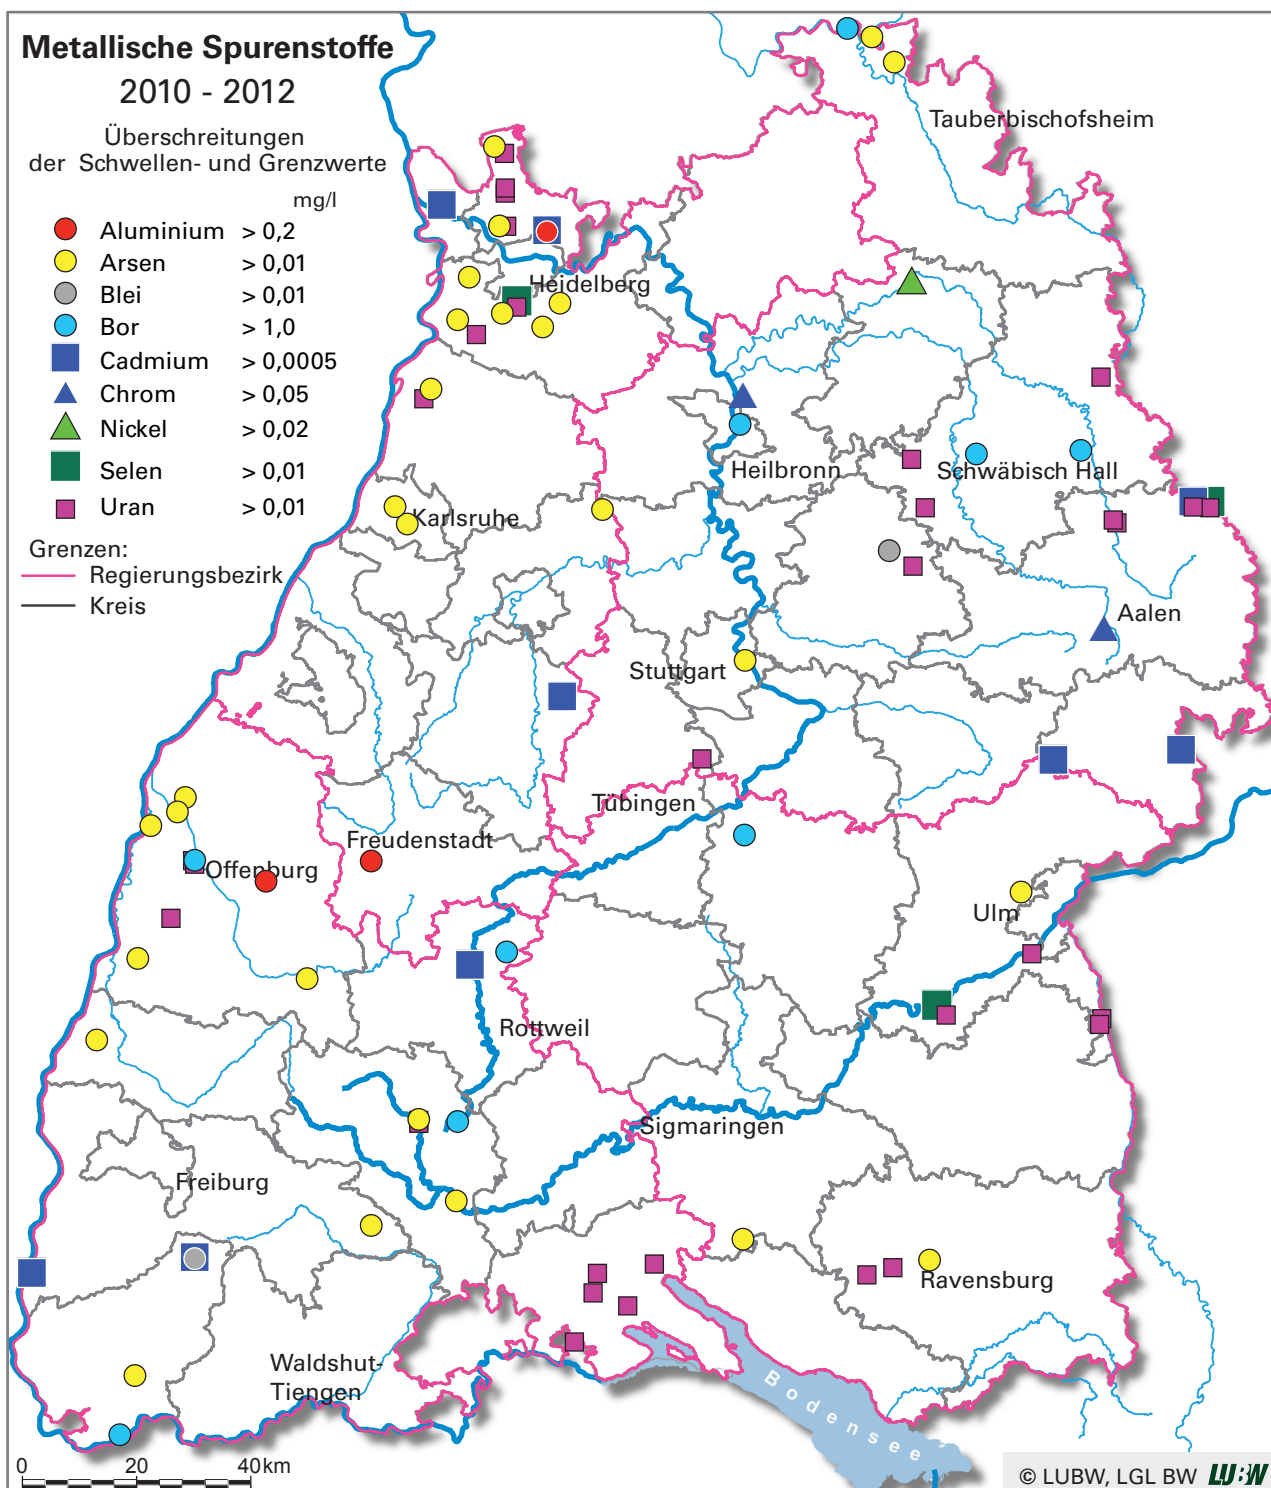 Metallische Spurenstoffe
2010 - 2012
Überschreitungen
der Schwellen- und Grenzwerte
mg/l
Aluminium > 0,2
Arsen > 0,01
Blei > 0,01
Bor > 1,0
Cadmium > 0,0005
Chrom > 0,05
Nickel > 0,02
Selen > 0,01
Uran > 0,01
Grenzen:
Regierungsbezirk
Kreis
Tauberbischofsheim
Heidelberg
Heilbronn
Schwäbisch Hall
Karlsruhe
Aalen
Stuttgart
Tübingen
Freudenstadt
Offenburg
Ulm
Rottweil
Sigmaringen
Freiburg
Ravensburg
Waldshut-
Tiengen
Bodensee
0 20 40km
© LUBW, LGL BW LUBW